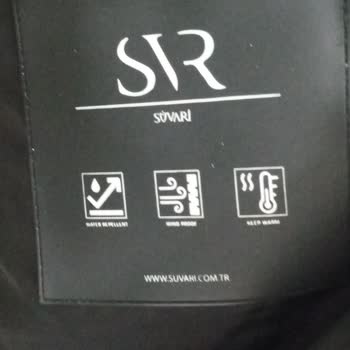 SVR
SÜVARİ
WATER REPELLENT
WIND PROOF
KEEP WARM
WWW.SUVARI.COM.TR